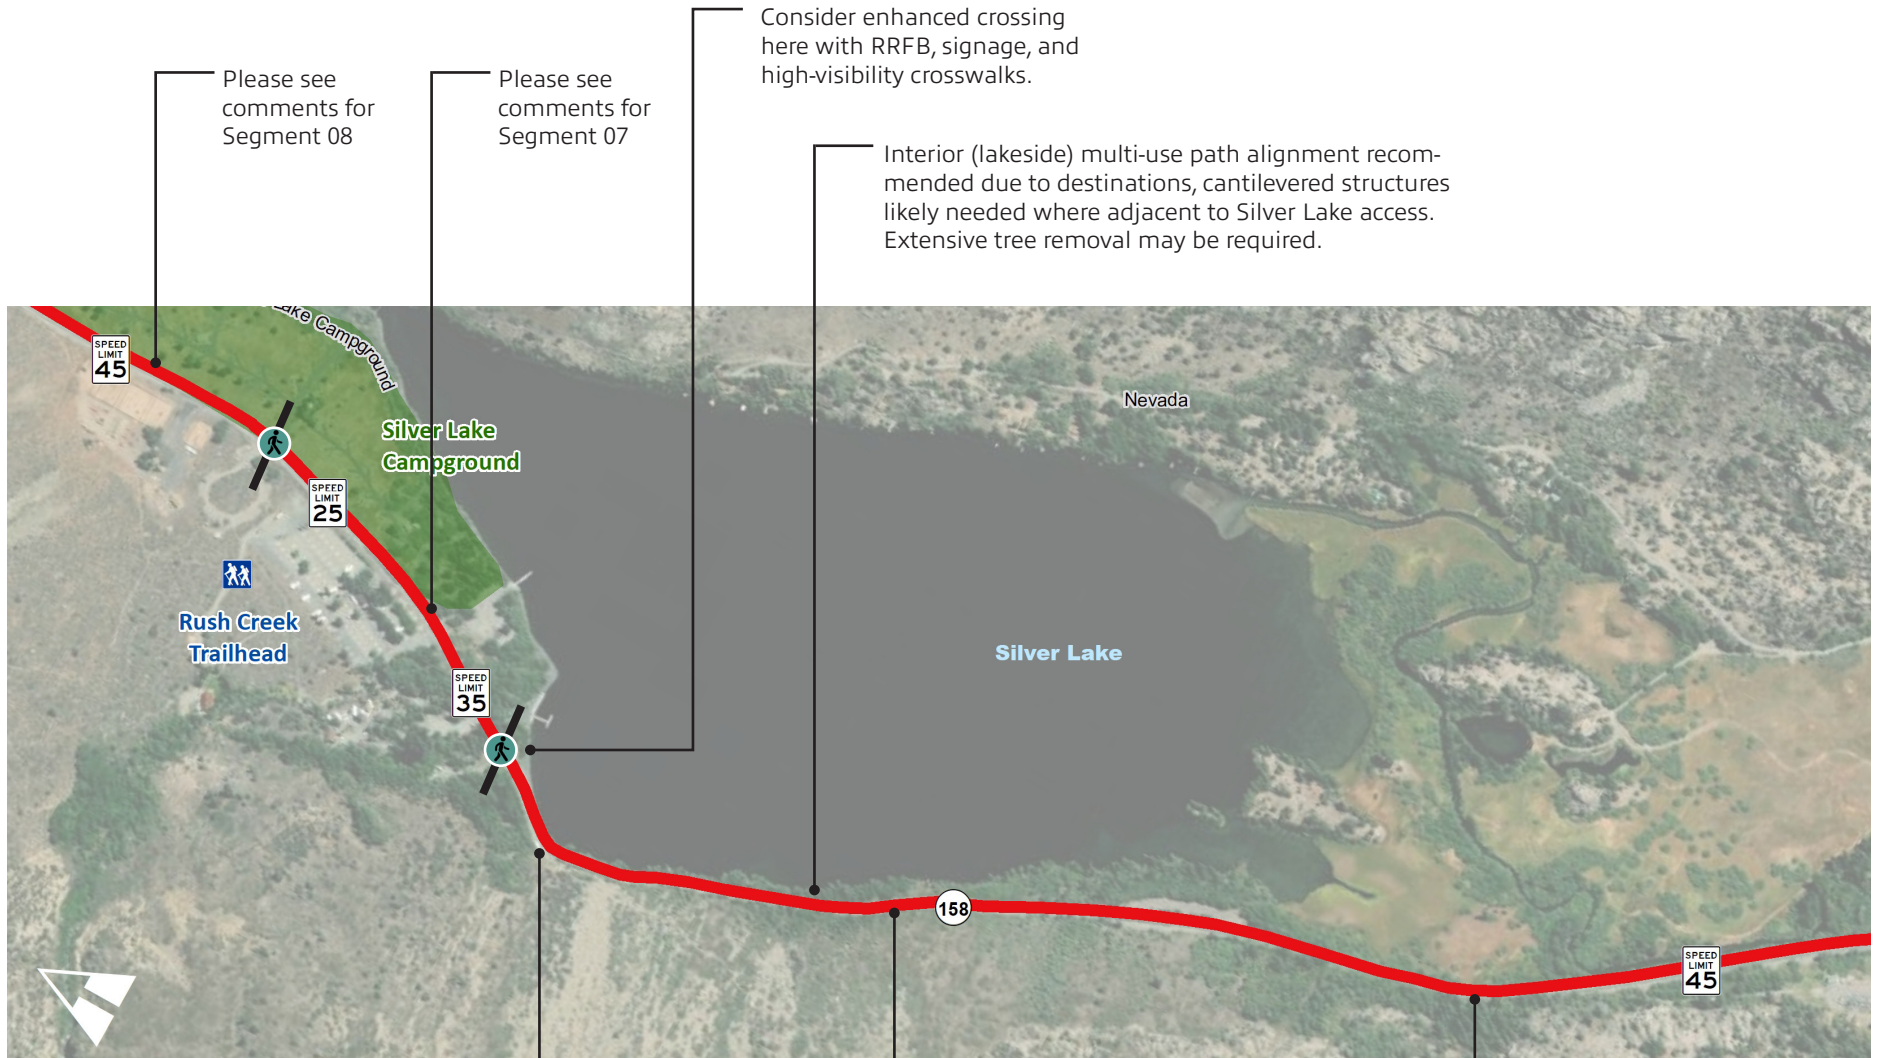 Consider enhanced crossing
here with RRFB, signage, and
high-visibility crosswalks.
Please see
comments for
Segment 08
Please see
comments for
Segment 07
Interior (lakeside) multi-use path alignment recom-
mended due to destinations, cantilevered structures
likely needed where adjacent to Silver Lake access.
Extensive tree removal may be required.
Lake Campground
SPEED
LIMIT
45
Nevada
Silver Lake
Campground
SPEED
LIMIT
25
Rush Creek
Trailhead
Silver Lake
SPEED
LIMIT
35
158
SPEED
LIMIT
45